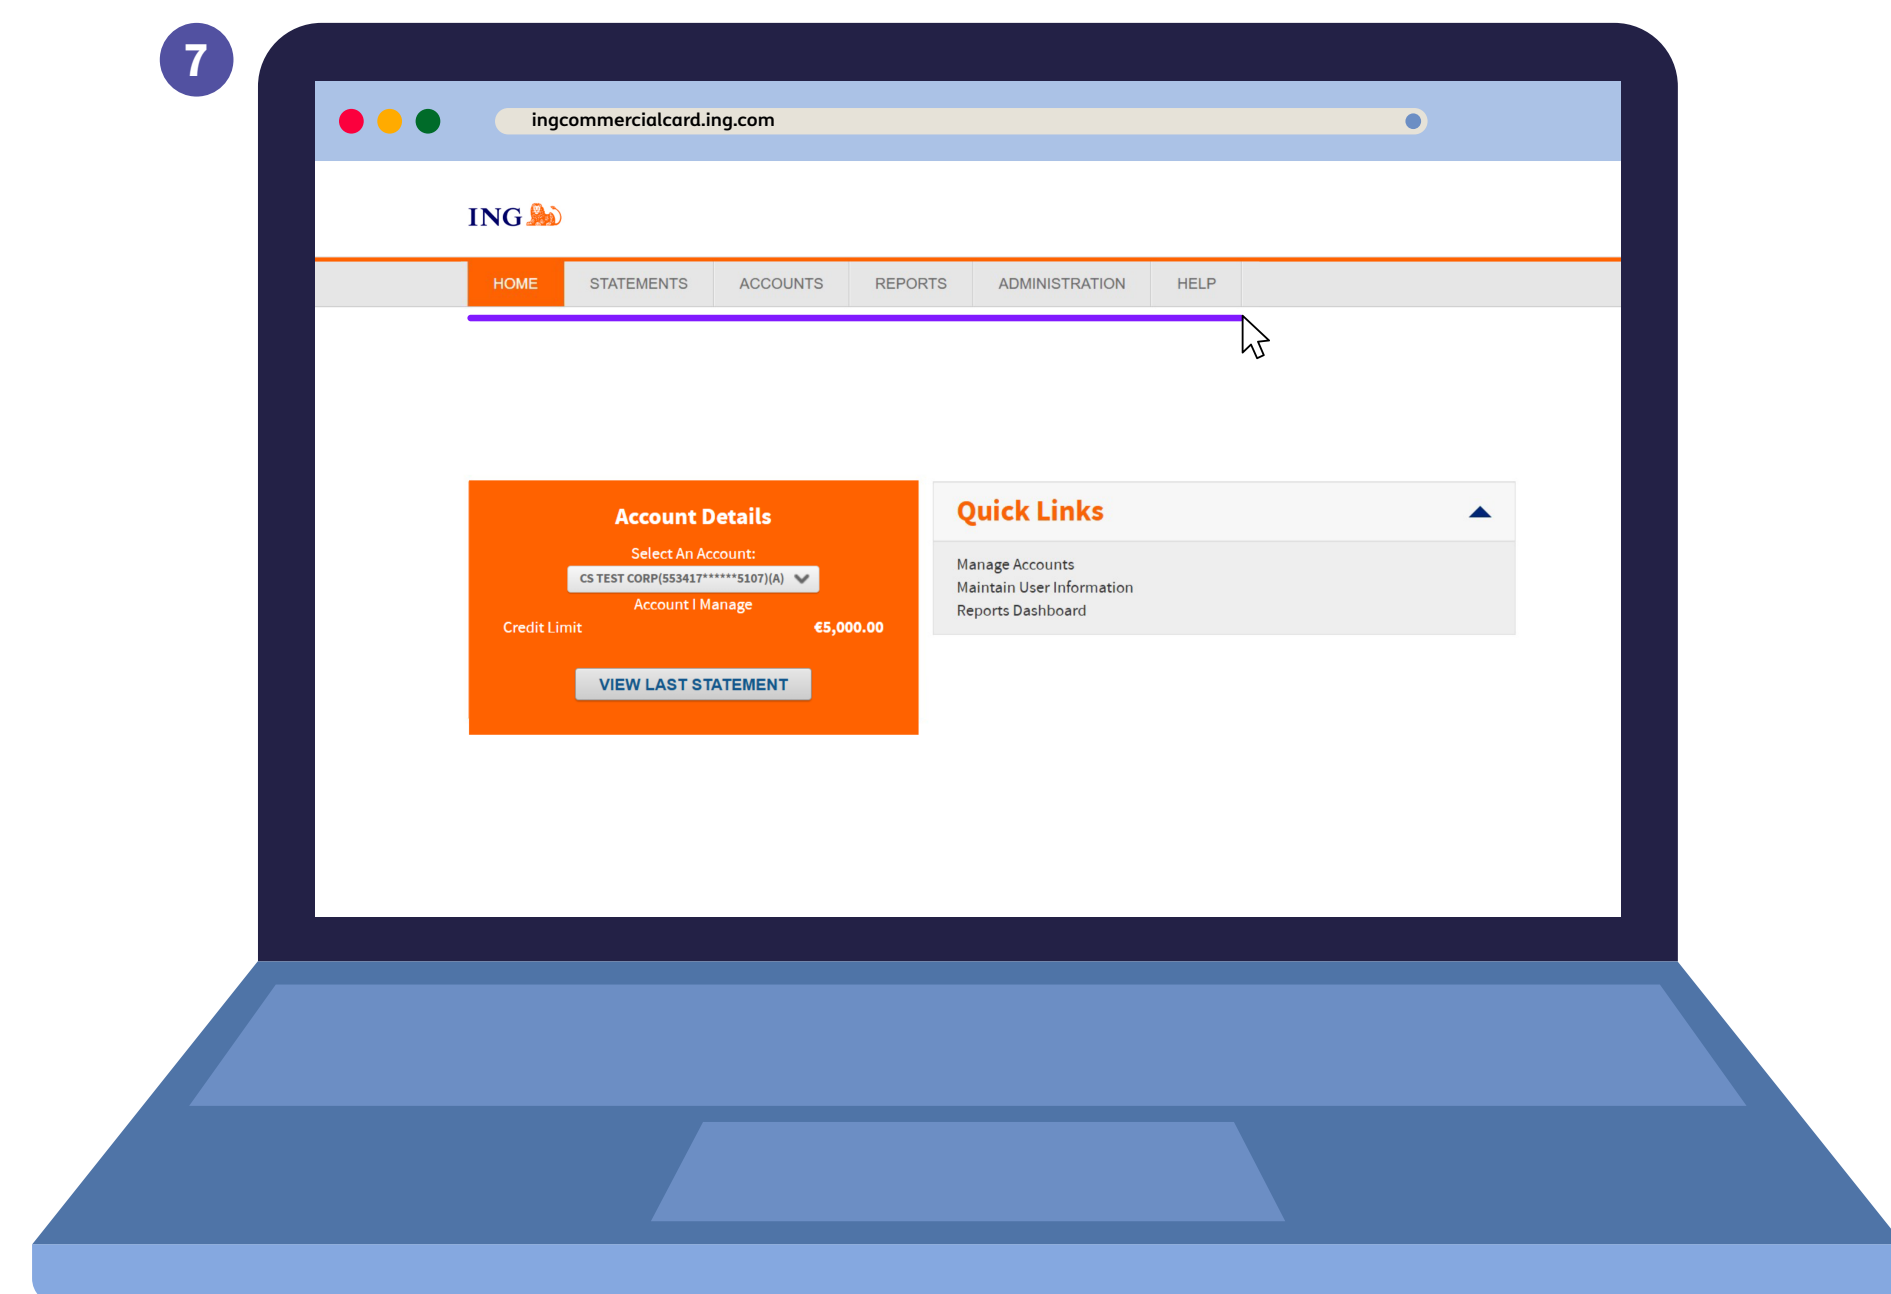 7
ingcommercialcard.ing.com
ING
HOME STATEMENTS ACCOUNTS REPORTS ADMINISTRATION HELP
Account Details
Select An Account:
CS TEST CORP(553417******5107)(A)
Account I Manage
Credit Limit €5,000.00
VIEW LAST STATEMENT
Quick Links
Manage Accounts
Maintain User Information
Reports Dashboard